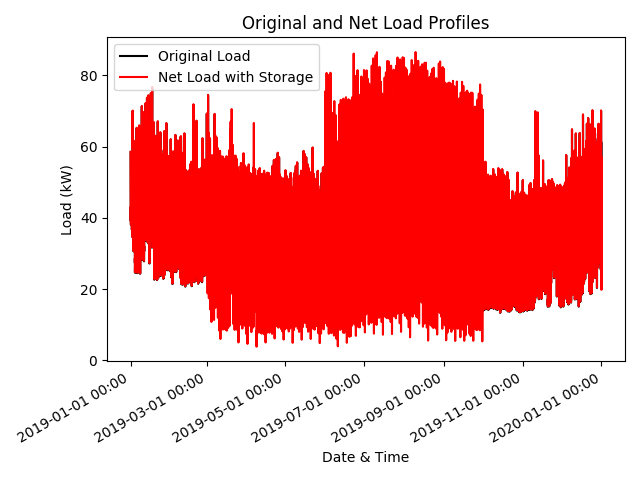 Original and Net Load Profiles
Original Load
Net Load with Storage
80
60
40
20
0
Load (kW)
2019-01-01 00:00
2019-03-01 00:00
2019-05-01 00:00
2019-07-01 00:00
2019-09-01 00:00
2019-11-01 00:00
2020-01-01 00:00
Date & Time